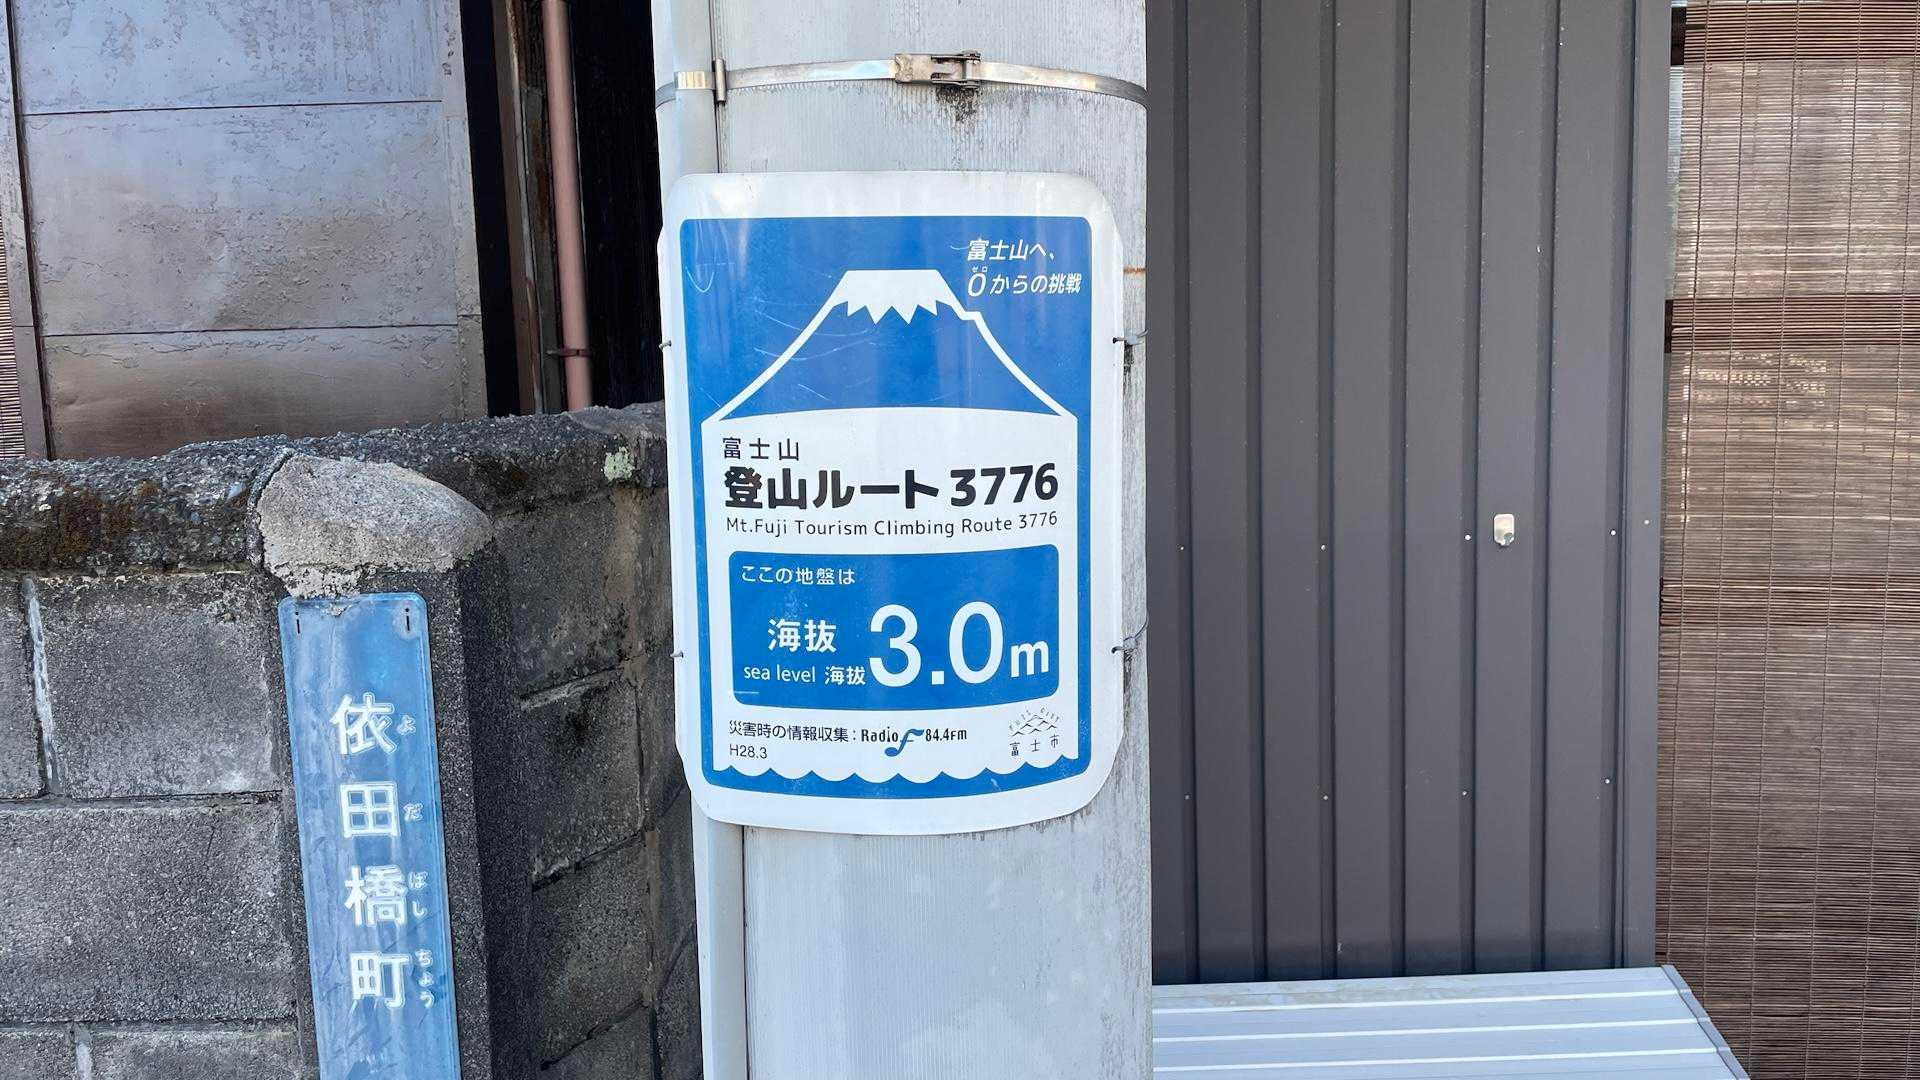 富士山へ、
ゼロ
0からの挑戦
富士山
登山ルート3776
Mt.Fuji Tourism Climbing Route 3776
ここの地盤は
海抜 3.0m
sea level 海拔
災害時の情報収集：Radio f 84.4FM
H28.3
FUJI CITY
富士市
依田橋町
よだばしちょう